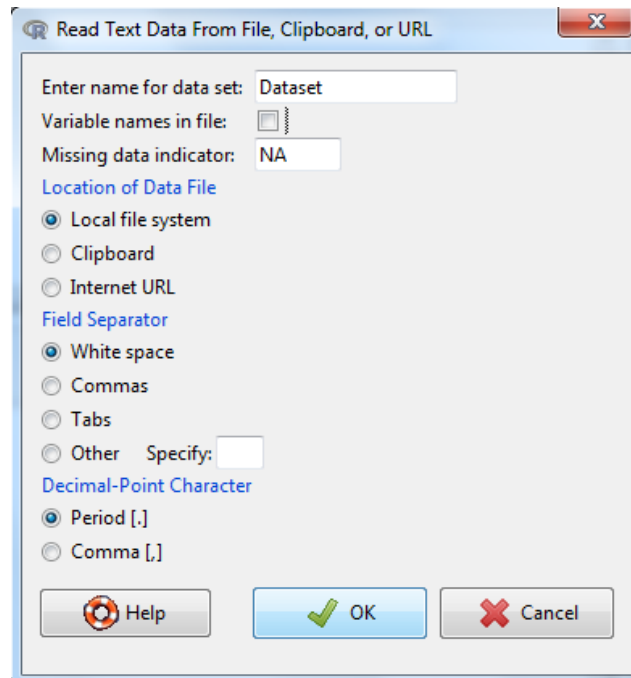 Read Text Data From File, Clipboard, or URL
Enter name for data set: Dataset
Variable names in file:
Missing data indicator: NA
Location of Data File
Local file system
Clipboard
Internet URL
Field Separator
White space
Commas
Tabs
Other Specify:
Decimal-Point Character
Period [.]
Comma [,]
Help OK Cancel